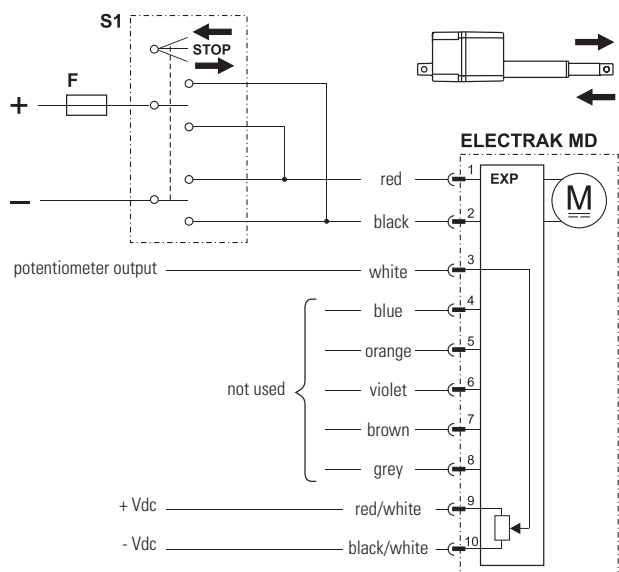 S1
STOP
F
+
–
ELECTRAK MD
EXP
M
red 1
black 2
potentiometer output white 3
blue 4
orange 5
not used violet 6
brown 7
grey 8
+ Vdc red/white 9
- Vdc black/white 10